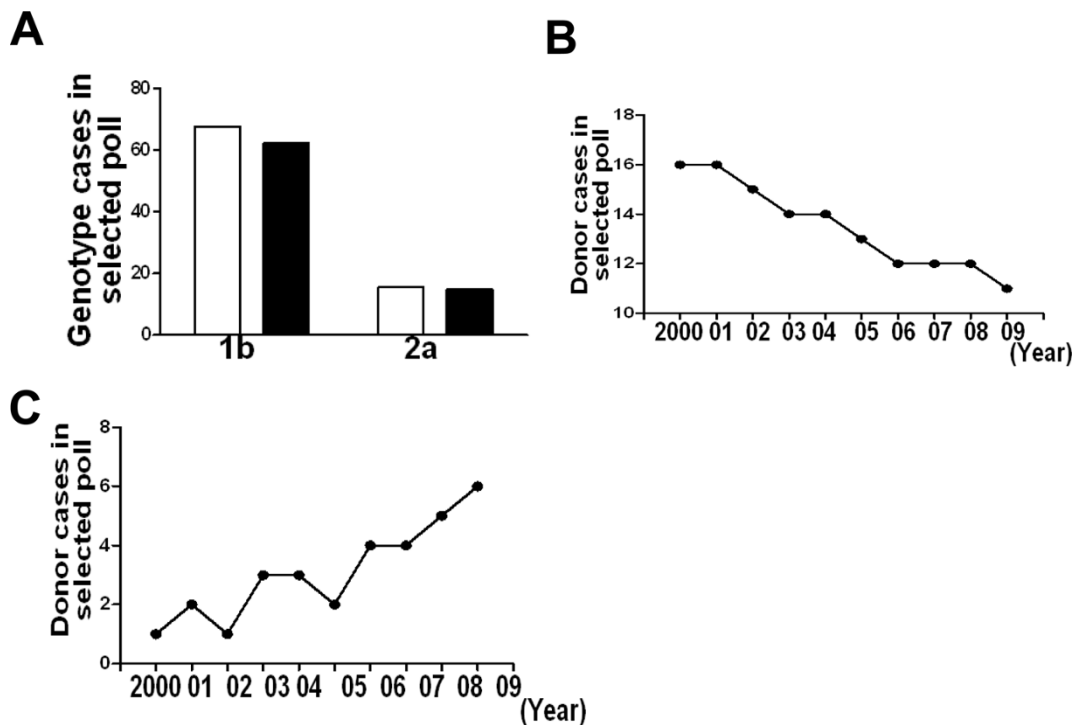 A
Genotype cases in
selected poll
80
60
40
20
0
1b 2a
B
Donor cases in
selected poll
18
16
14
12
10
2000 01 02 03 04 05 06 07 08 09
(Year)
C
Donor cases in
selected poll
8
6
4
2
0
2000 01 02 03 04 05 06 07 08 09
(Year)